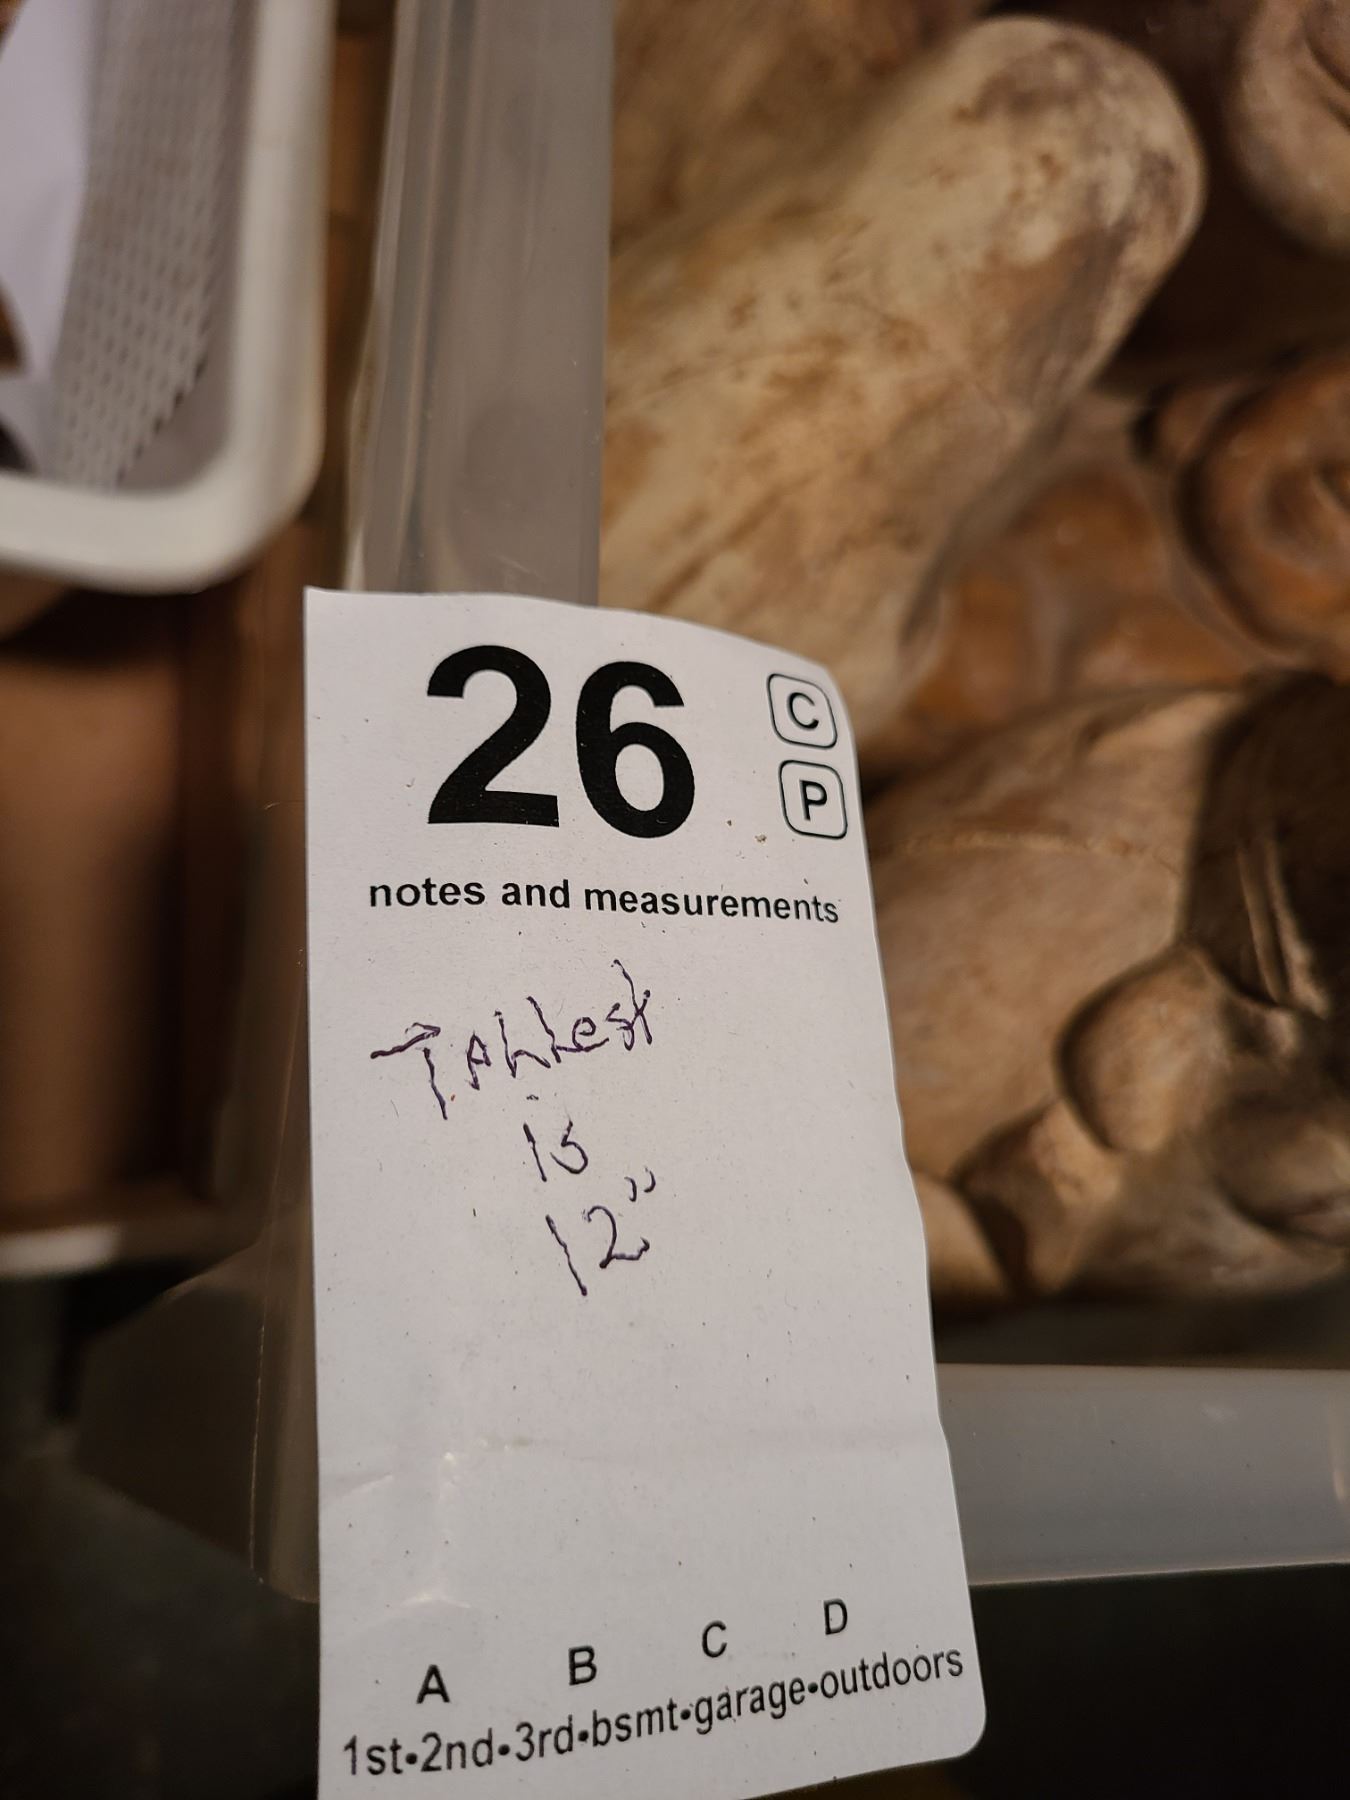 26 C
P
notes and measurements
Tallest
is
12"
A B C D
1st•2nd•3rd•bsmt•garage•outdoors